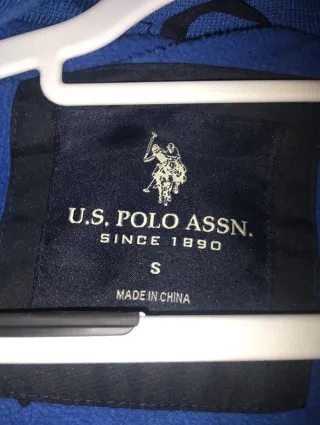 U.S. POLO ASSN.
SINCE 1890
S
MADE IN CHINA